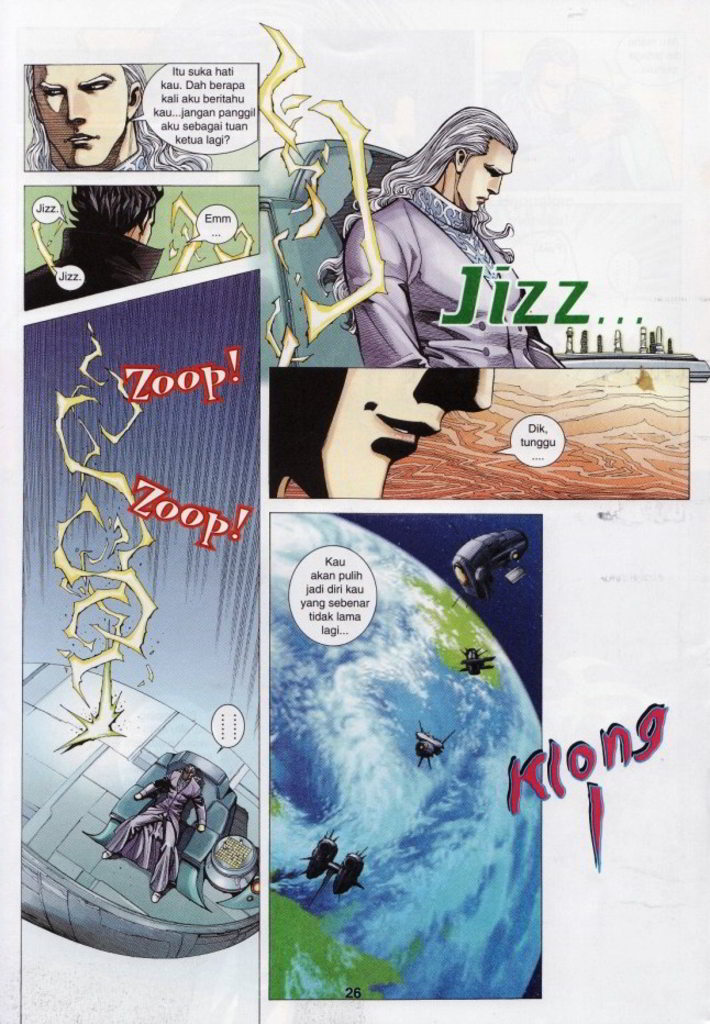 Itu suka hati
kau. Dah berapa
kali aku beritahu
kau...jangan panggil
aku sebagai tuan
ketua lagi?
Jizz.
Jizz.
Emm
...
Jizz...
Zoop!
Zoop!
Dik,
tunggu
....
Kau
akan pulih
jadi diri kau
yang sebenar
tidak lama
lagi...
Klong
!
26